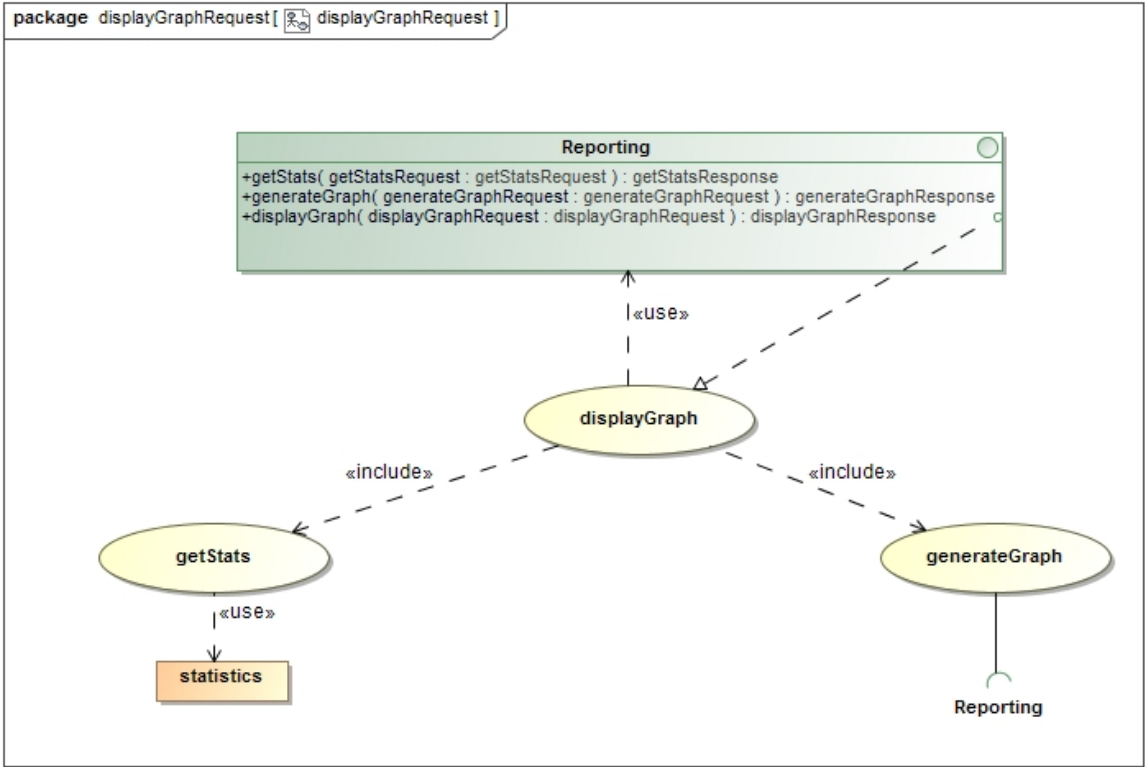 package displayGraphRequest [ displayGraphRequest ]
Reporting
+getStats( getStatsRequest : getStatsRequest ) : getStatsResponse
+generateGraph( generateGraphRequest : generateGraphRequest ) : generateGraphResponse
+displayGraph( displayGraphRequest : displayGraphRequest ) : displayGraphResponse
«use»
displayGraph
«include»
«include»
getStats
generateGraph
«use»
statistics
Reporting